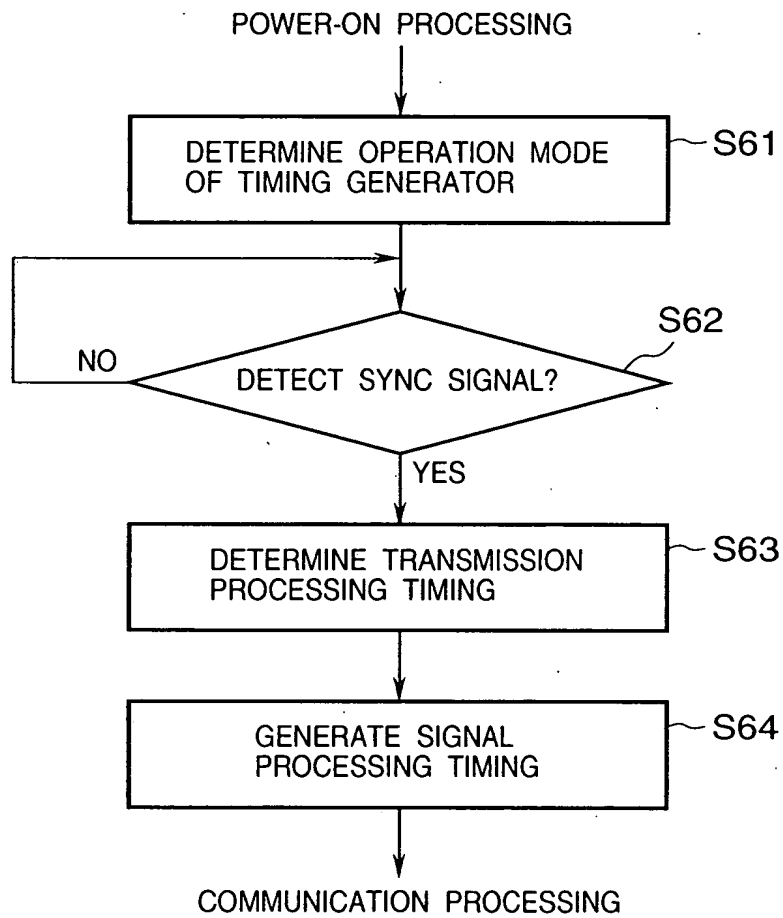 POWER-ON PROCESSING
DETERMINE OPERATION MODE
OF TIMING GENERATOR
S61
S62
NO
DETECT SYNC SIGNAL?
YES
DETERMINE TRANSMISSION
PROCESSING TIMING
S63
GENERATE SIGNAL
PROCESSING TIMING
S64
COMMUNICATION PROCESSING